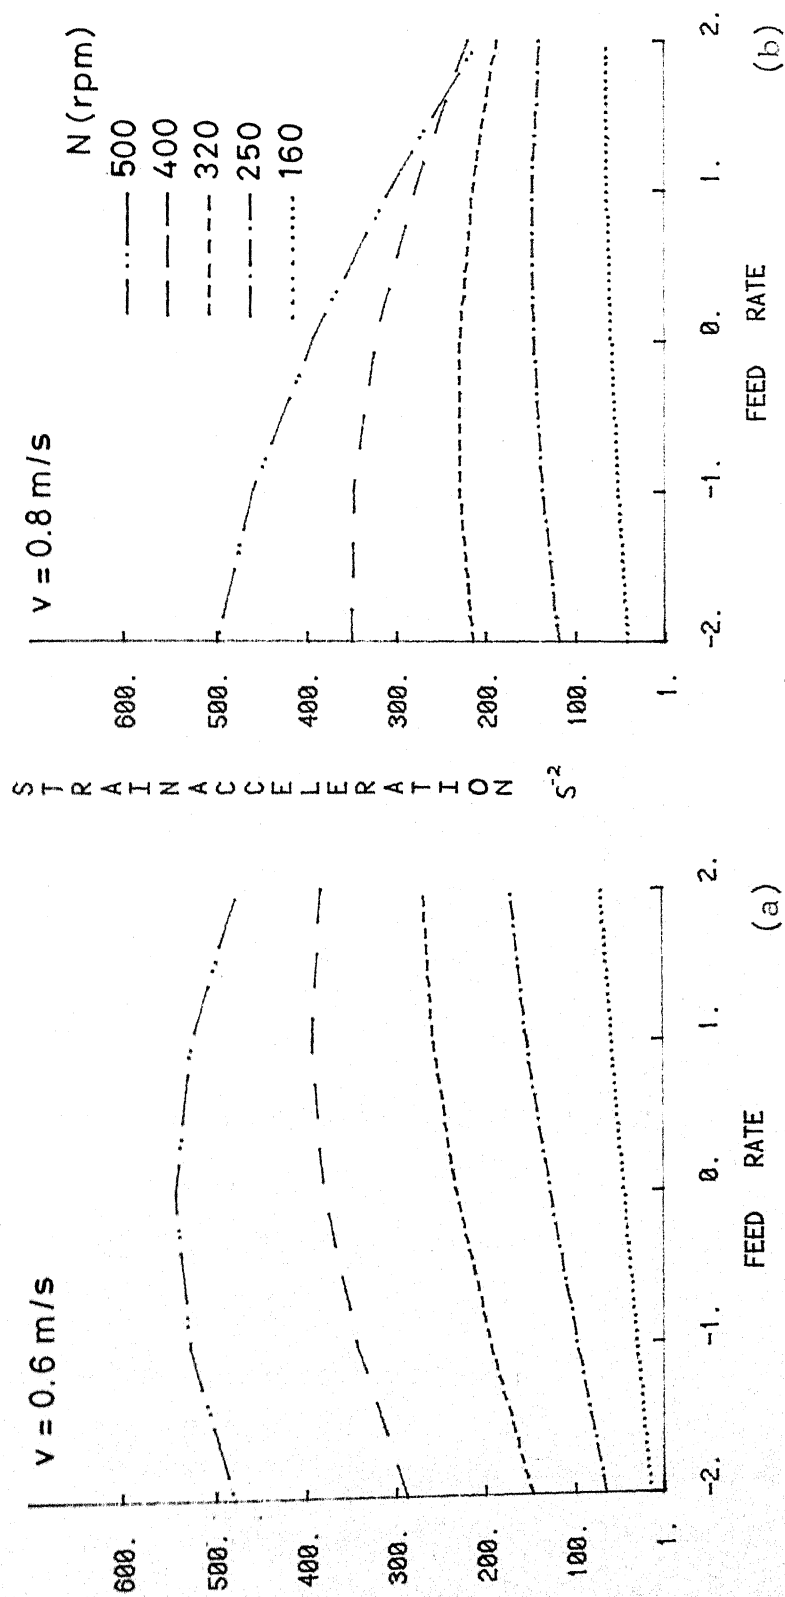 v = 0.6 m/s
600.
500.
400.
300.
200.
100.
1.
-2. -1. 0. 1. 2.
FEED RATE
(a)
STRAIN ACCELERATION S-2
v = 0.8 m/s
N (rpm)
500
400
320
250
160
600.
500.
400.
300.
200.
100.
1.
-2. -1. 0. 1. 2.
FEED RATE
(b)